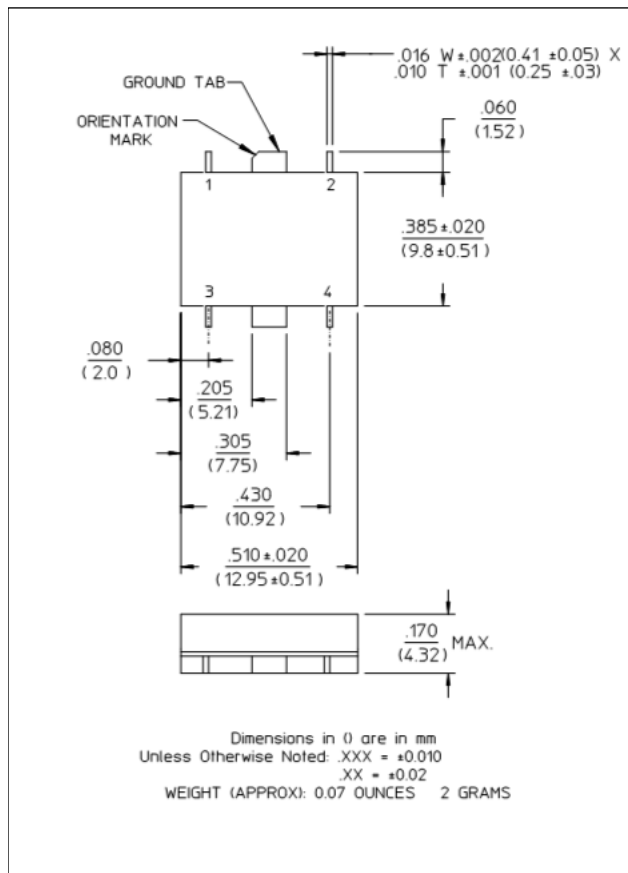 .016 W ±.002(0.41 ±0.05) X
.010 T ±.001 (0.25 ±.03)
GROUND TAB
ORIENTATION
MARK
.060
(1.52)
1
2
.385±.020
(9.8±0.51)
3
4
.080
( 2.0 )
.205
(5.21)
.305
(7.75)
.430
(10.92)
.510±.020
(12.95±0.51)
.170
(4.32)
MAX.
Dimensions in () are in mm
Unless Otherwise Noted: .XXX = ±0.010
.XX = ±0.02
WEIGHT (APPROX): 0.07 OUNCES 2 GRAMS